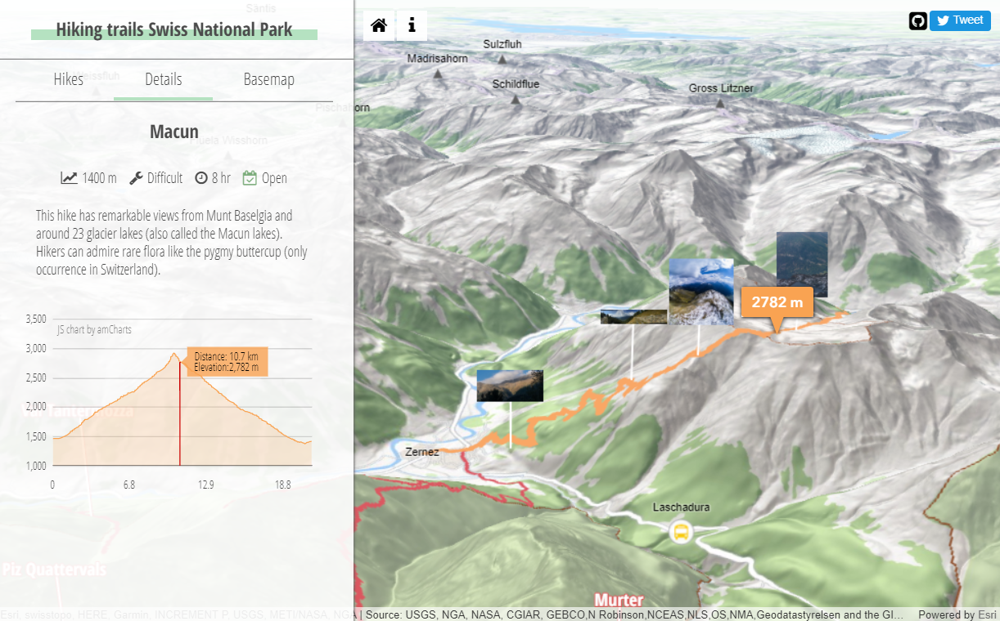 Säntis
Hiking trails Swiss National Park
Hikes
Details
Basemap
Macun
1400 m
Difficult
8 hr
Open
This hike has remarkable views from Munt Baselgia and
around 23 glacier lakes (also called the Macun lakes).
Hikers can admire rare flora like the pygmy buttercup (only
occurrence in Switzerland).
3,500
JS chart by amCharts
3,000
Distance: 10.7 km
Elevation:2,782 m
2,500
2,000
1,500
1,000
0
6.8
12.9
18.8
Piz Quattervals
Tweet
Sulzfluh
Madrisahorn
Schildflue
Gross Litzner
Pischahorn
2782 m
Zernez
Laschadura
Murter
Esri, swisstopo, HERE, Garmin, INCREMENT P, USGS, METI/NASA, NGA | Source: USGS, NGA, NASA, CGIAR, GEBCO,N Robinson,NCEAS,NLS,OS,NMA,Geodatastyrelsen and the GI...
Powered by Esri